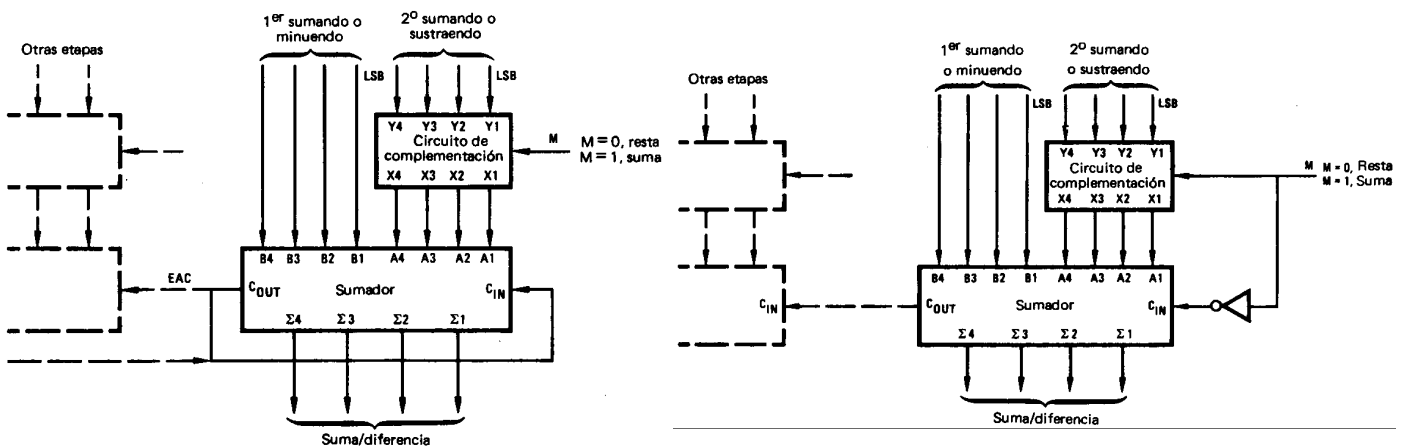 1er sumando o
minuendo
2o sumando o
sustraendo
Otras etapas
LSB
LSB
Y4 Y3 Y2 Y1
Circuito de
complementación
X4 X3 X2 X1
M
M = 0, resta
M = 1, suma
B4 B3 B2 B1 A4 A3 A2 A1
EAC
COUT
Sumador
CIN
Σ4 Σ3 Σ2 Σ1
Suma/diferencia
1er sumando
o minuendo
2o sumando
o sustraendo
Otras etapas
LSB
LSB
Y4 Y3 Y2 Y1
Circuito de
complementación
X4 X3 X2 X1
M M = 0, Resta
M = 1, Suma
B4 B3 B2 B1 A4 A3 A2 A1
CIN
COUT
Sumador
CIN
Σ4 Σ3 Σ2 Σ1
Suma/diferencia